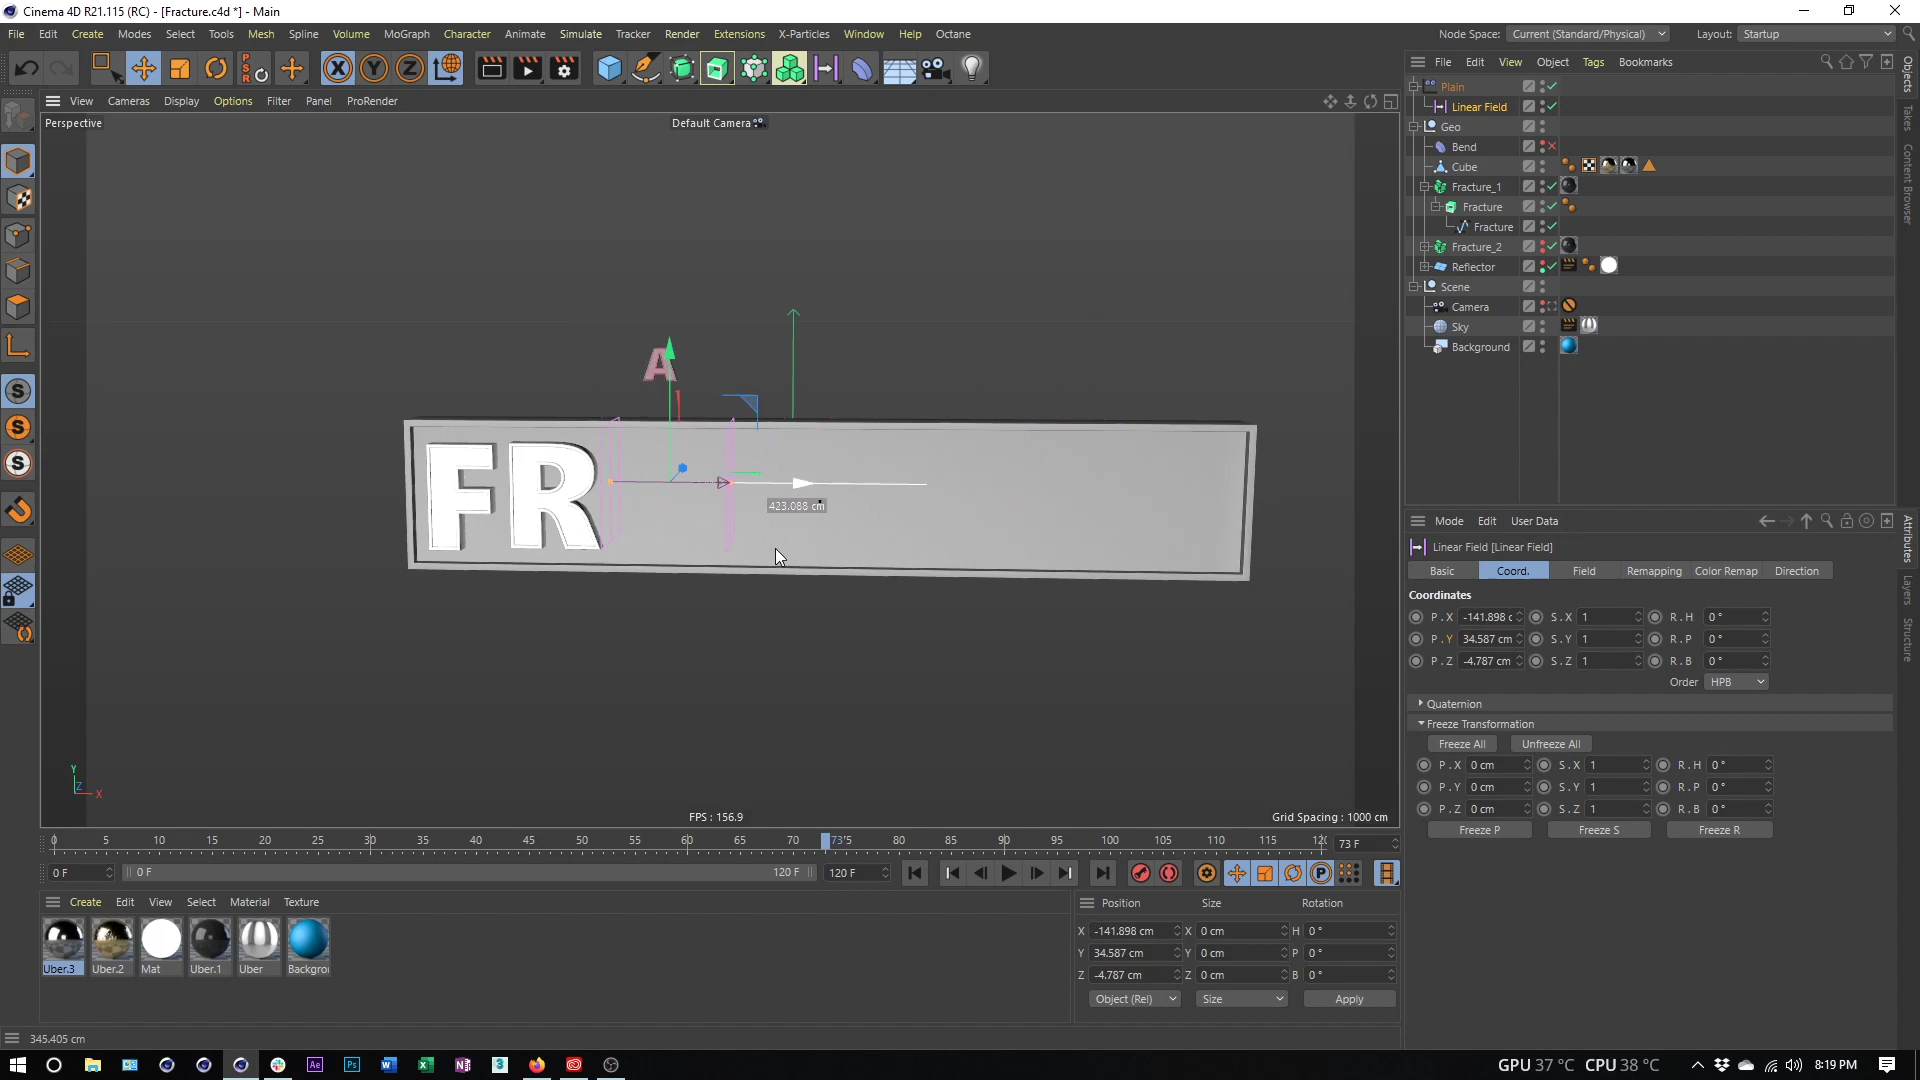 Cinema 4D R21.115 (RC) - [Fracture.c4d *] - Main
File Edit Create Modes Select Tools Mesh Spline Volume MoGraph Character Animate Simulate Tracker Render Extensions X-Particles Window Help Octane
Node Space: Current (Standard/Physical) Layout: Startup
View Cameras Display Options Filter Panel ProRender
Perspective
Default Camera
A
FR
423.088 cm
Y
Z
X
FPS : 156.9
Grid Spacing : 1000 cm
File Edit View Object Tags Bookmarks
Plain
Linear Field
Geo
Bend
Cube
Fracture_1
Fracture
Fracture
Fracture_2
Reflector
Scene
Camera
Sky
Background
Objects
Takes
Content Browser
Mode Edit User Data
Linear Field [Linear Field]
Basic Coord. Field Remapping Color Remap Direction
Coordinates
P . X -141.898 c S . X 1 R . H 0 °
P . Y 34.587 cm S . Y 1 R . P 0 °
P . Z -4.787 cm S . Z 1 R . B 0 °
Order HPB
Quaternion
Freeze Transformation
Freeze All Unfreeze All
P . X 0 cm S . X 1 R . H 0 °
P . Y 0 cm S . Y 1 R . P 0 °
P . Z 0 cm S . Z 1 R . B 0 °
Freeze P Freeze S Freeze R
Attributes
Layers
Structure
0 5 10 15 20 25 30 35 40 45 50 55 60 65 70 73 80 85 90 95 100 105 110 115 73 F
0 F 0 F 120 F 120 F
Create Edit View Select Material Texture
Uber.3 Uber.2 Mat Uber.1 Uber Backgrou
Position Size Rotation
X -141.898 cm X 0 cm H 0 °
Y 34.587 cm Y 0 cm P 0 °
Z -4.787 cm Z 0 cm B 0 °
Object (Rel) Size Apply
345.405 cm
GPU 37 °C CPU 38 °C 8:19 PM